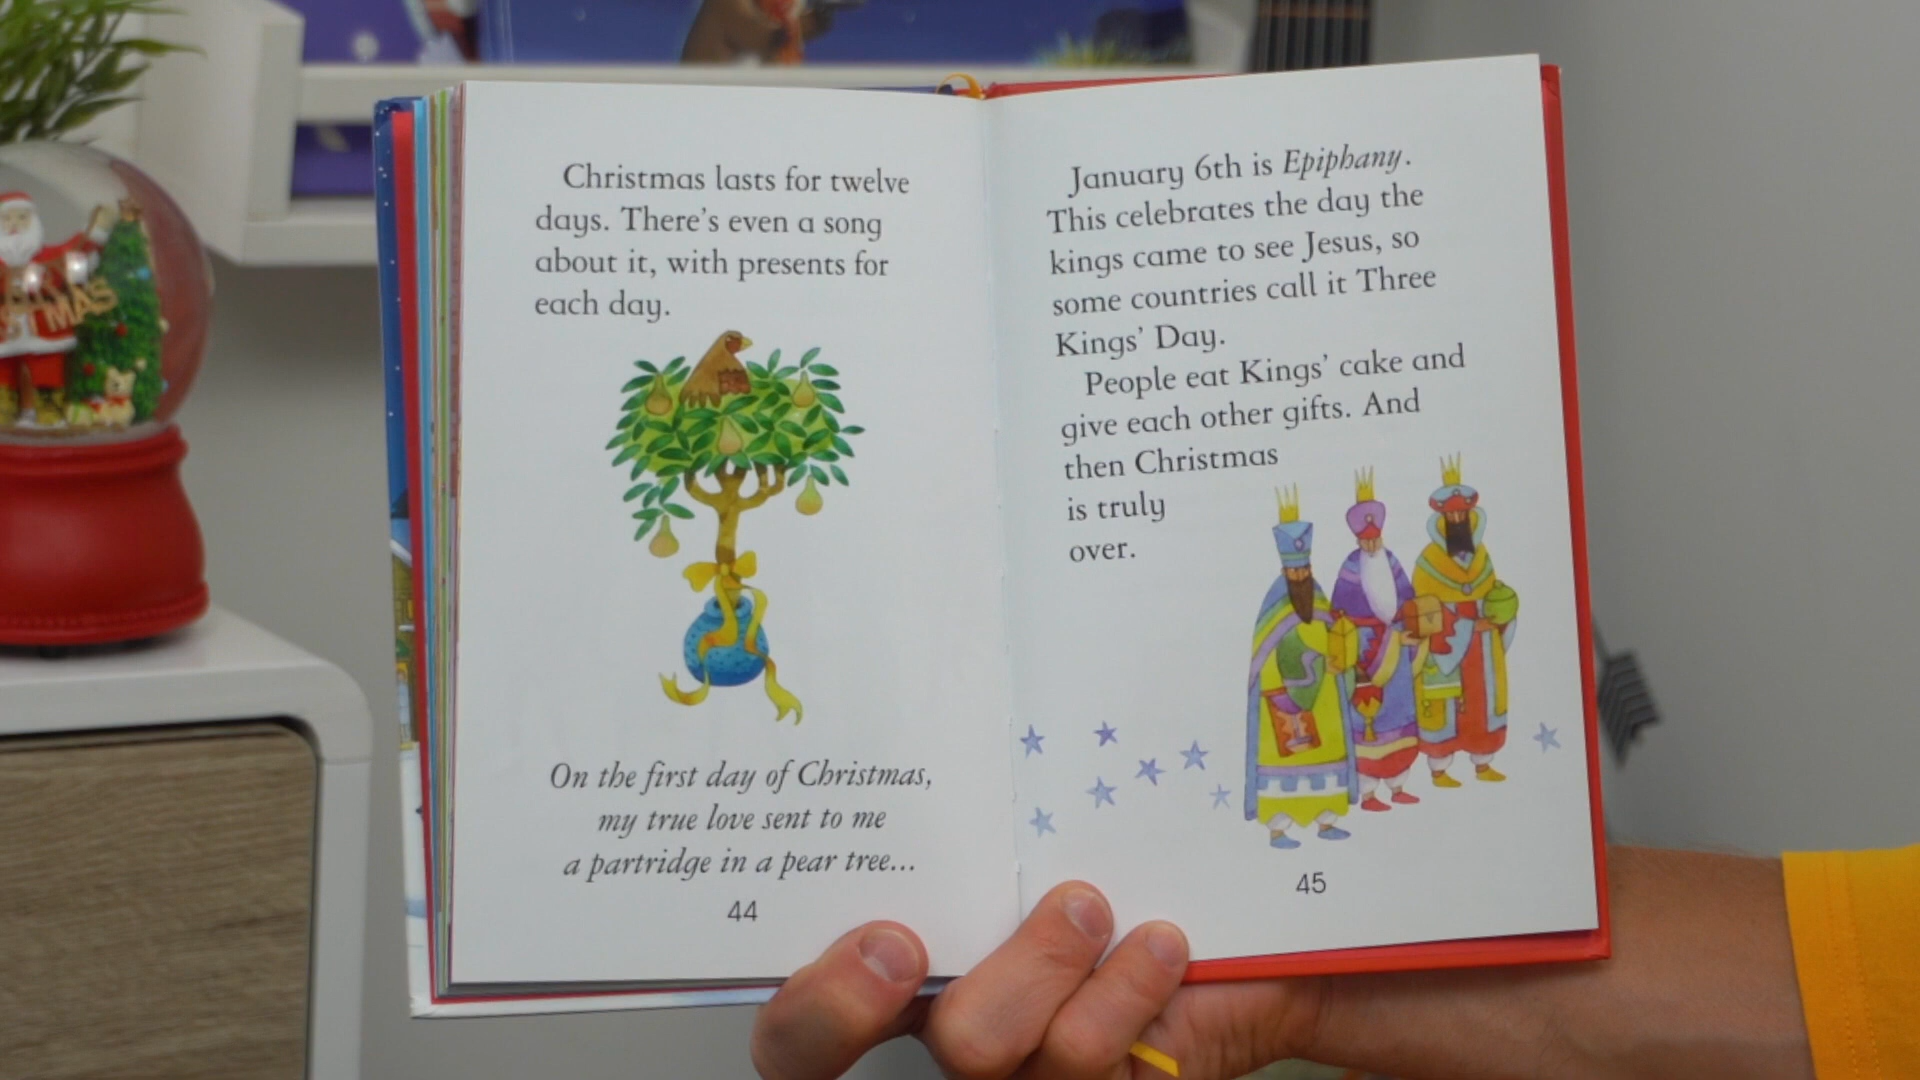 Christmas lasts for twelve
days. There's even a song
about it, with presents for
each day.
On the first day of Christmas,
my true love sent to me
a partridge in a pear tree...
44
January 6th is Epiphany.
This celebrates the day the
kings came to see Jesus, so
some countries call it Three
Kings' Day.
People eat Kings' cake and
give each other gifts. And
then Christmas
is truly
over.
45